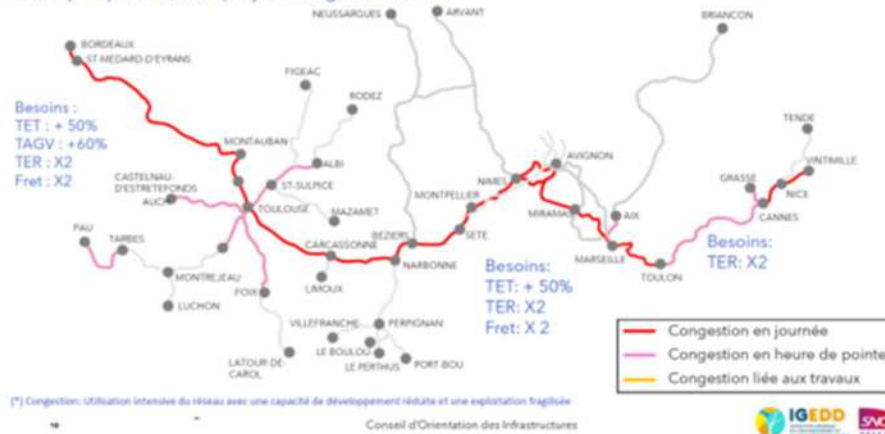 NEUSSARGUES
ARVANT
BRIANCON
BORDEAUX
ST MEDARD-D'EYRANS
FIGEAC
RODEZ
TENDE
Besoins :
TET : + 50%
TAGV : +60%
TER : X2
Fret : X2
MONTAUBAN
ALBI
AVIGNON
VINTIMILLE
CASTELNAU-
D'ESTRETEFONDS
AUCH
ST-SULPICE
NIMES
GRASSE
NICE
MONTPELLIER
TOULOUSE
MAZAMET
MIRAMAS
AIX
CANNES
PAU
TARBES
CARCASSONNE
BEZIERS
SETE
MARSEILLE
Besoins:
TER: X2
MONTREJEAU
NARBONNE
TOULON
FOIX
LIMOUX
Besoins:
TET: + 50%
TER: X2
Fret: X 2
LUCHON
VILLEFRANCHE
PERPIGNAN
LE BOULOU
LATOUR-DE-
CAROL
LE PERTHUS
PORT-BOU
Congestion en journée
Congestion en heure de pointe
Congestion liée aux travaux
(*) Congestion: Utilisation intensive du réseau avec une capacité de développement réduite et une exploitation fragilisée
Conseil d'Orientation des Infrastructures
IGEDD
SNCF